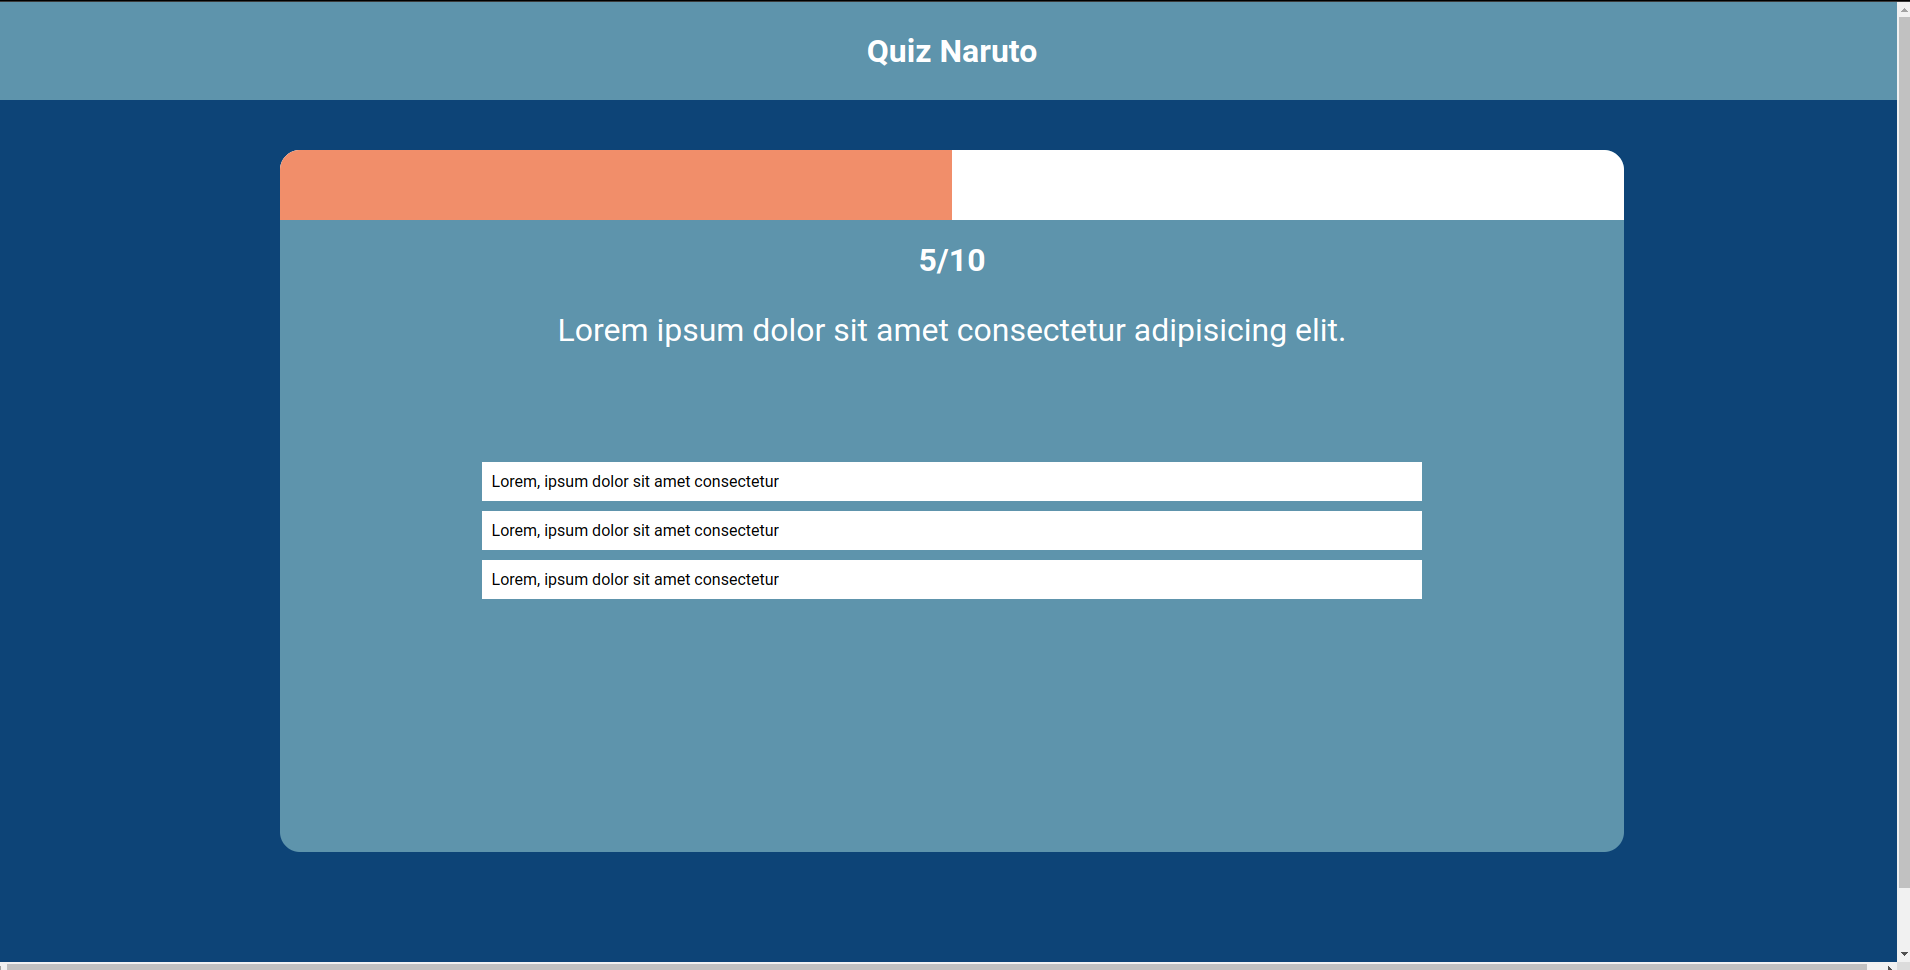 Quiz Naruto
5/10
Lorem ipsum dolor sit amet consectetur adipisicing elit.
Lorem, ipsum dolor sit amet consectetur
Lorem, ipsum dolor sit amet consectetur
Lorem, ipsum dolor sit amet consectetur